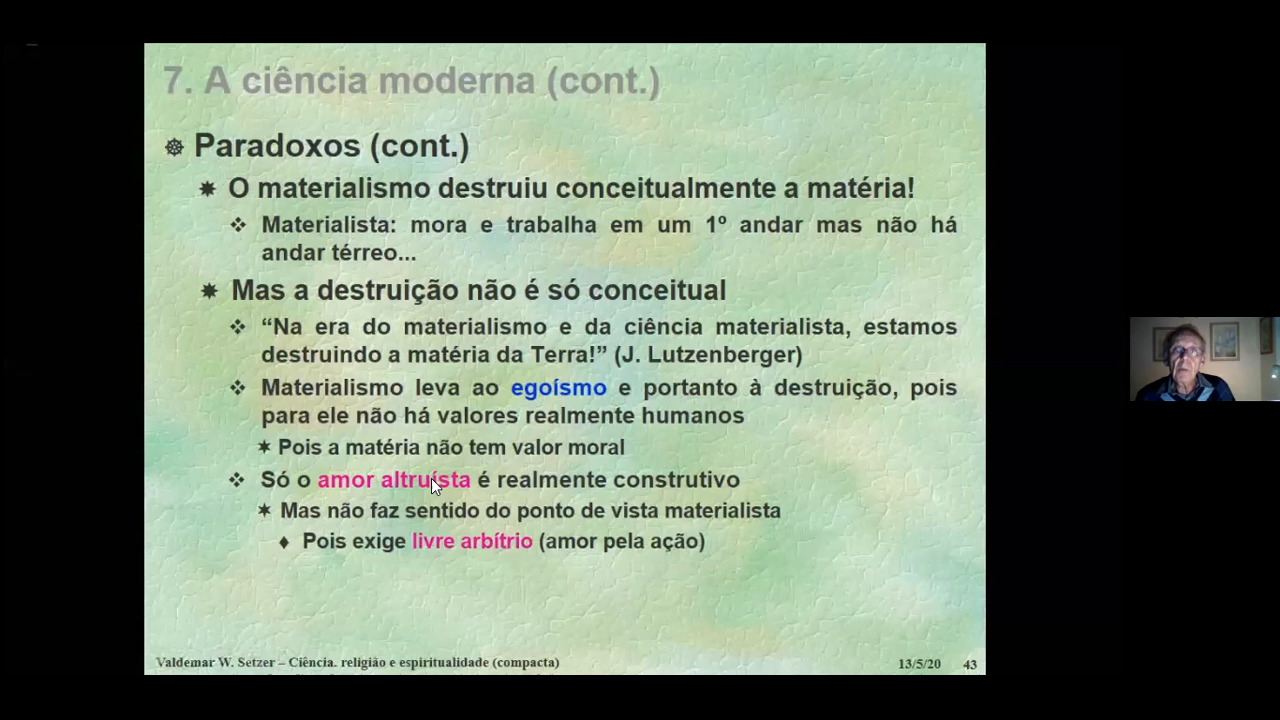 7. A ciência moderna (cont.)
Paradoxos (cont.)
O materialismo destruiu conceitualmente a matéria!
Materialista: mora e trabalha em um 1º andar mas não há
andar térreo...
Mas a destruição não é só conceitual
“Na era do materialismo e da ciência materialista, estamos
destruindo a matéria da Terra!” (J. Lutzenberger)
Materialismo leva ao egoísmo e portanto à destruição, pois
para ele não há valores realmente humanos
Pois a matéria não tem valor moral
Só o amor altruísta é realmente construtivo
Mas não faz sentido do ponto de vista materialista
Pois exige livre arbítrio (amor pela ação)
Valdemar W. Setzer – Ciência. religião e espiritualidade (compacta)
13/5/20 43